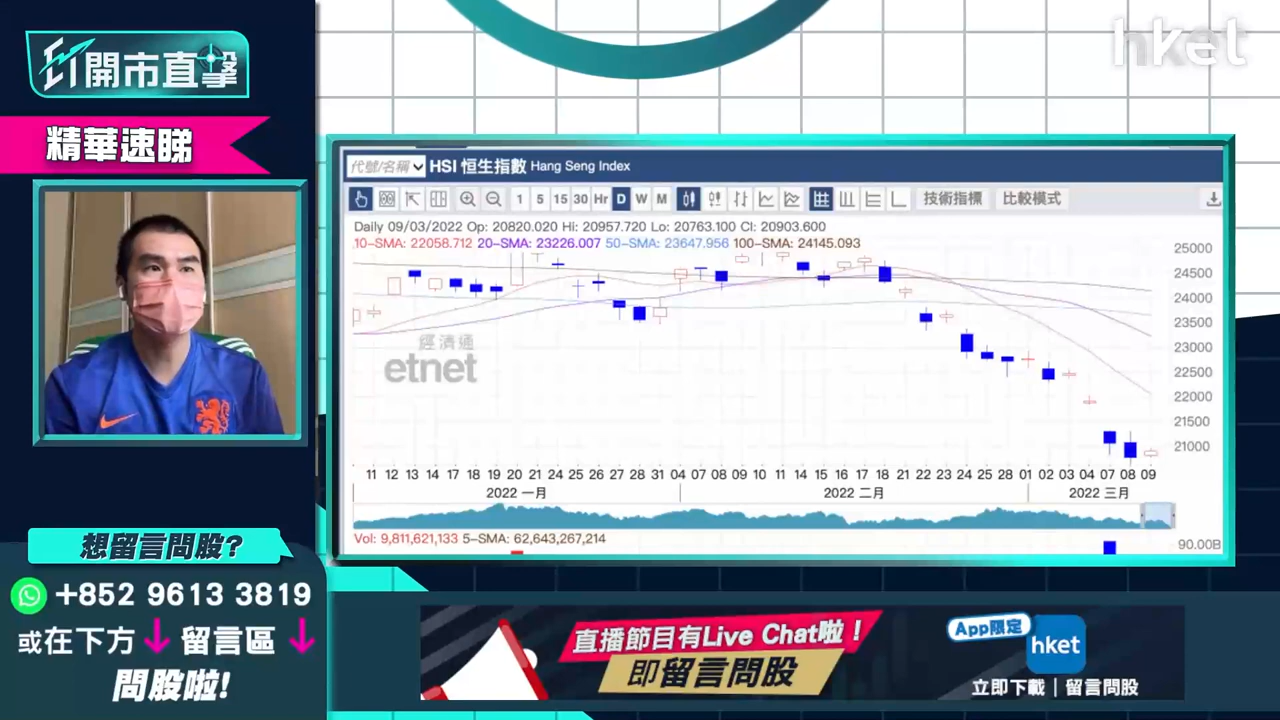 hket
ET開市直擊
精華速睇
代號/名稱 HSI 恒生指數 Hang Seng Index
1 5 15 30 Hr D W M 技術指標 比較模式
Daily 09/03/2022 Op: 20820.020 Hi: 20957.720 Lo: 20763.100 Cl: 20903.600
10-SMA: 22058.712 20-SMA: 23226.007 50-SMA: 23647.956 100-SMA: 24145.093
25000
24500
24000
23500
23000
22500
22000
21500
21000
經濟通
etnet
11 12 13 14 17 18 19 20 21 24 25 26 27 28 31 04 07 08 09 10 11 14 15 16 17 18 21 22 23 24 25 28 01 02 03 04 07 08 09
2022 一月 2022 二月 2022 三月
Vol: 9,811,621,133 5-SMA: 62,643,267,214
90.00B
想留言問股?
+852 9613 3819
或在下方 留言區
問股啦!
直播節目有Live Chat啦！
即留言問股
App限定
hket
立即下載｜留言問股